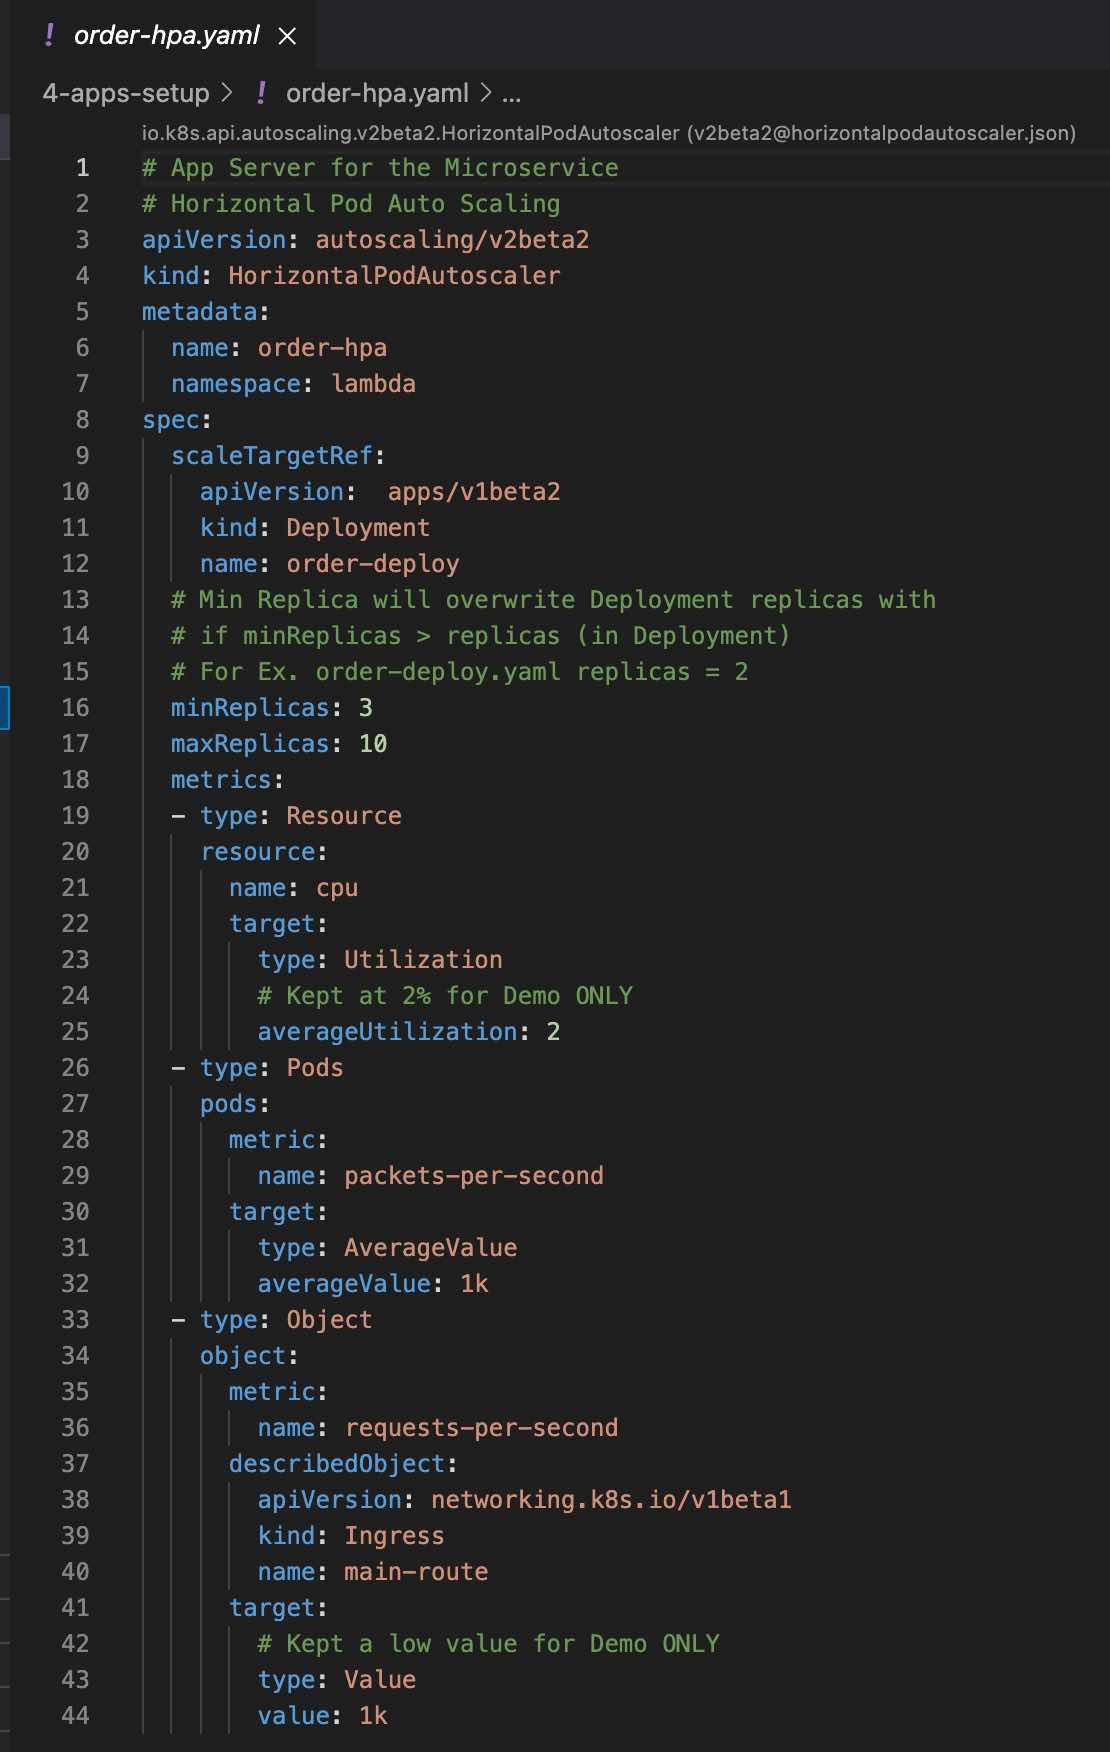 ! order-hpa.yaml ×
4-apps-setup > ! order-hpa.yaml > ...
io.k8s.api.autoscaling.v2beta2.HorizontalPodAutoscaler (v2beta2@horizontalpodautoscaler.json)
1 # App Server for the Microservice
2 # Horizontal Pod Auto Scaling
3 apiVersion: autoscaling/v2beta2
4 kind: HorizontalPodAutoscaler
5 metadata:
6   name: order-hpa
7   namespace: lambda
8 spec:
9   scaleTargetRef:
10     apiVersion:  apps/v1beta2
11     kind: Deployment
12     name: order-deploy
13   # Min Replica will overwrite Deployment replicas with
14   # if minReplicas > replicas (in Deployment)
15   # For Ex. order-deploy.yaml replicas = 2
16   minReplicas: 3
17   maxReplicas: 10
18   metrics:
19   - type: Resource
20     resource:
21       name: cpu
22       target:
23         type: Utilization
24         # Kept at 2% for Demo ONLY
25         averageUtilization: 2
26   - type: Pods
27     pods:
28       metric:
29         name: packets-per-second
30       target:
31         type: AverageValue
32         averageValue: 1k
33   - type: Object
34     object:
35       metric:
36         name: requests-per-second
37       describedObject:
38         apiVersion: networking.k8s.io/v1beta1
39         kind: Ingress
40         name: main-route
41       target:
42         # Kept a low value for Demo ONLY
43         type: Value
44         value: 1k